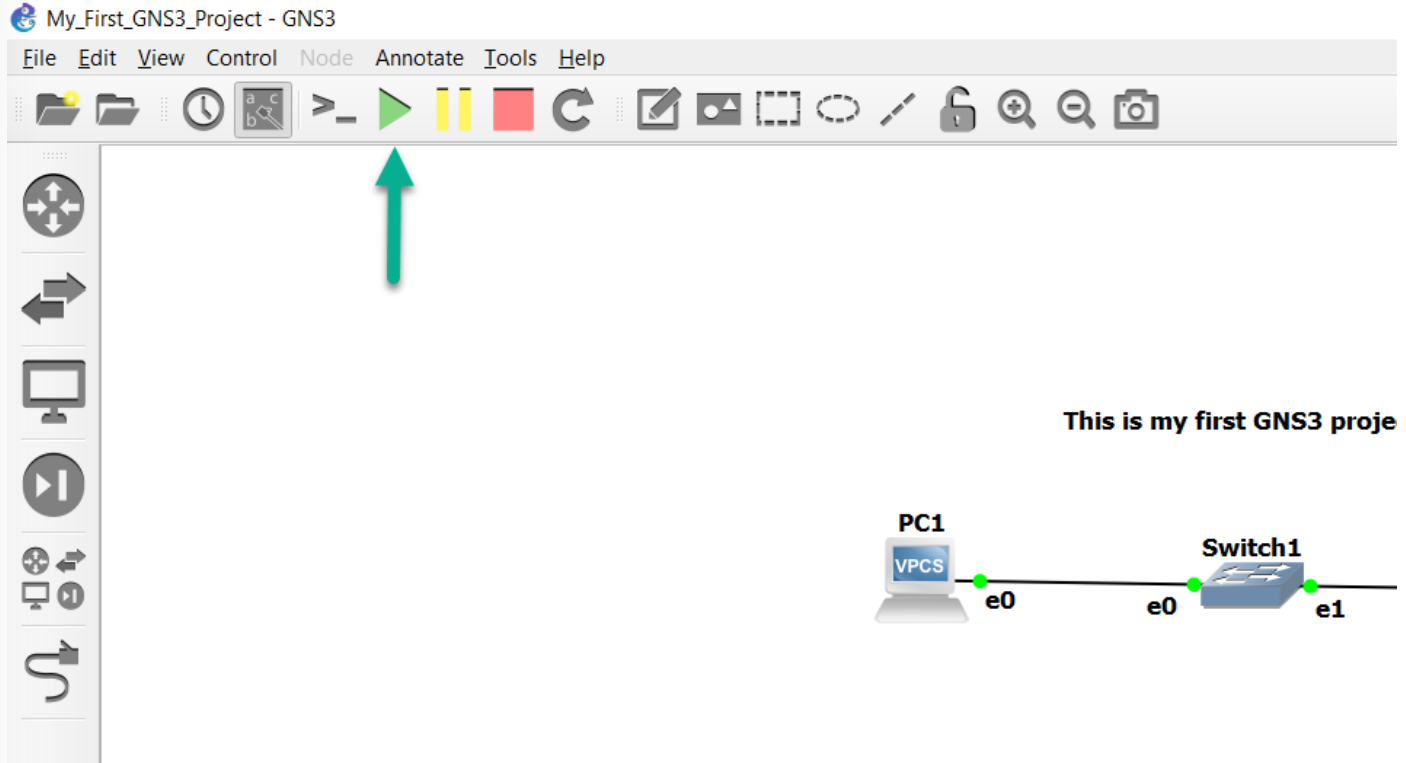 My_First_GNS3_Project - GNS3
File Edit View Control Node Annotate Tools Help
a c
b
>_
This is my first GNS3 proje
PC1
VPCS
Switch1
e0
e0
e1